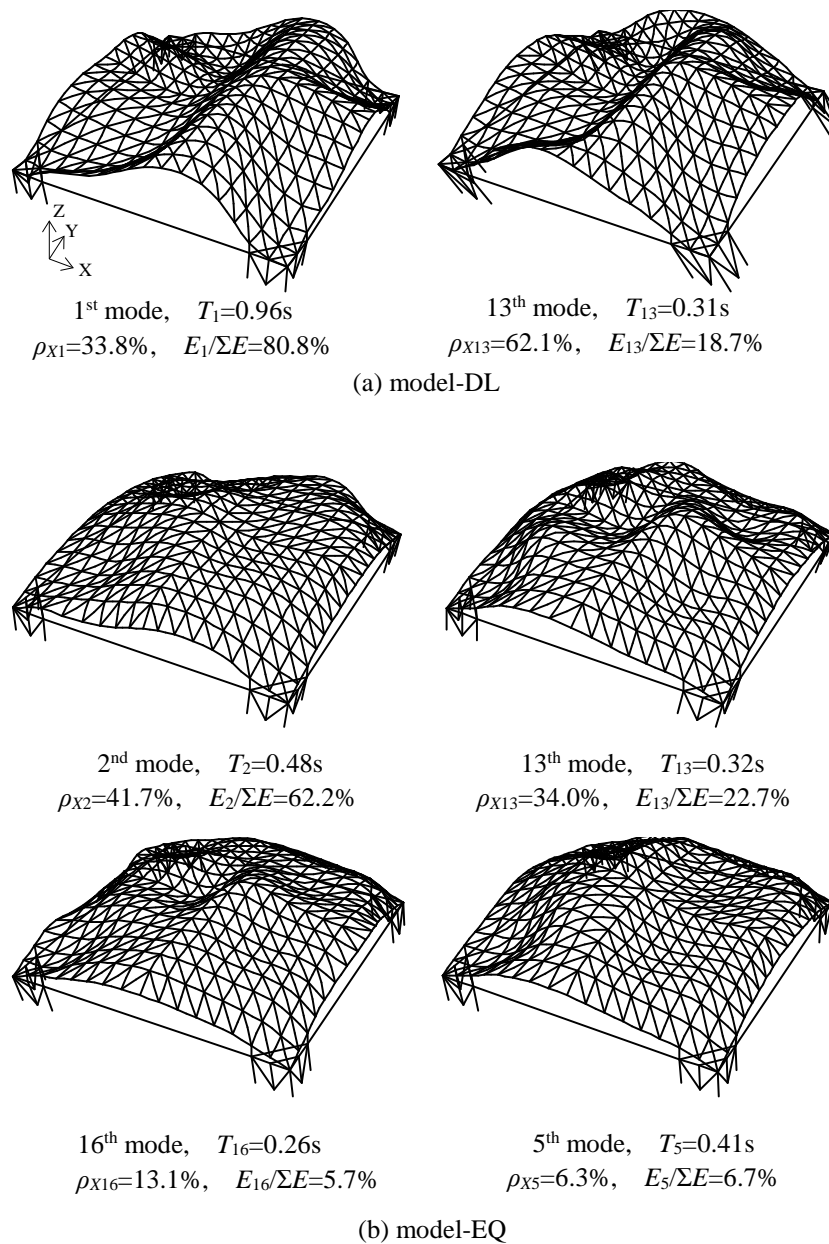 Z
Y
X
1st mode, T1=0.96s
ρX1=33.8%, E1/ΣE=80.8%
13th mode, T13=0.31s
ρX13=62.1%, E13/ΣE=18.7%
(a) model-DL
2nd mode, T2=0.48s
ρX2=41.7%, E2/ΣE=62.2%
13th mode, T13=0.32s
ρX13=34.0%, E13/ΣE=22.7%
16th mode, T16=0.26s
ρX16=13.1%, E16/ΣE=5.7%
5th mode, T5=0.41s
ρX5=6.3%, E5/ΣE=6.7%
(b) model-EQ